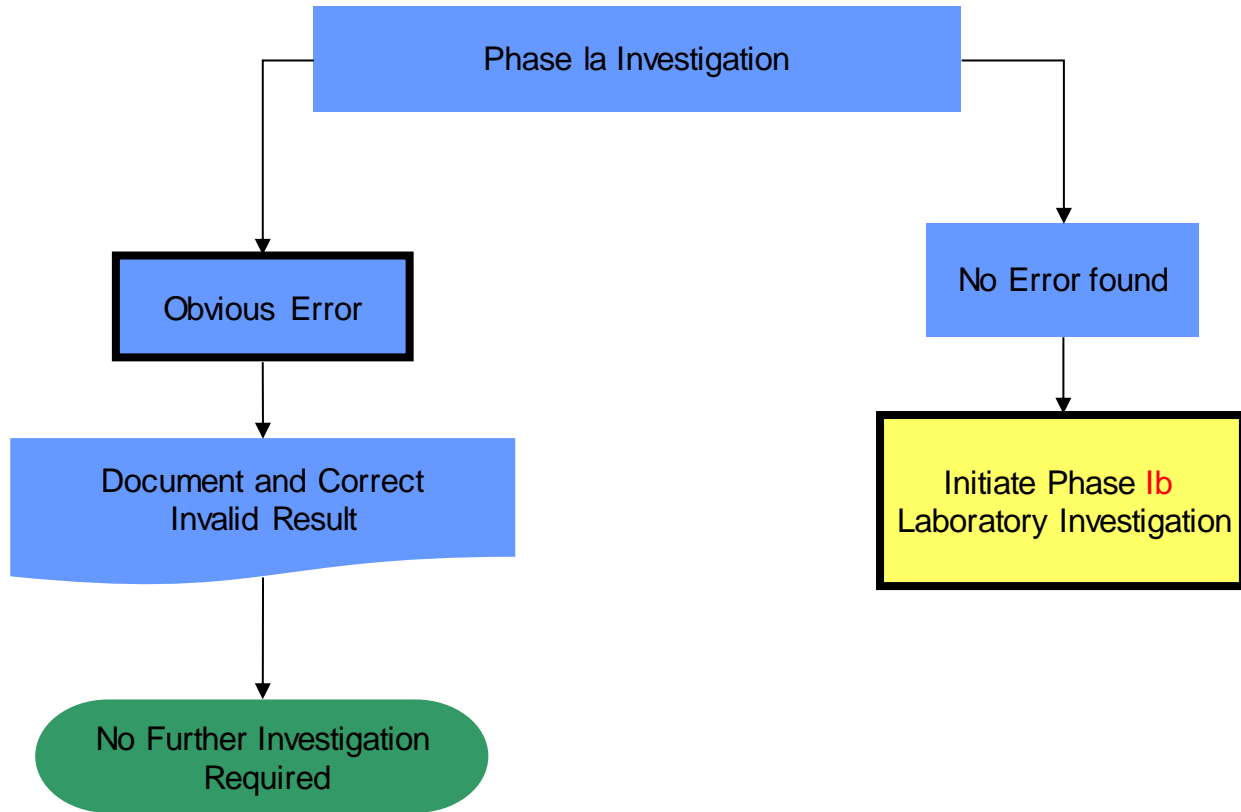 Phase Ia Investigation
Obvious Error
No Error found
Document and Correct
Invalid Result
Initiate Phase Ib
Laboratory Investigation
No Further Investigation
Required